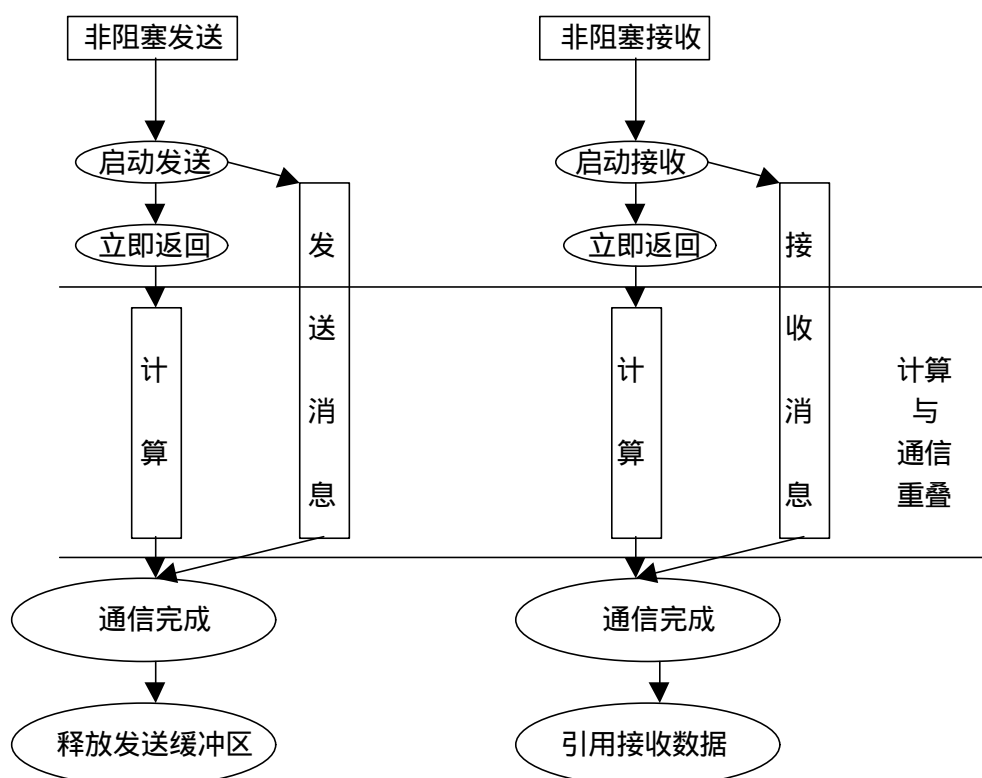 非阻塞发送
非阻塞接收
启动发送
启动接收
立即返回
发送消息
立即返回
接收消息
计算
计算
计算
与
通信
重叠
通信完成
通信完成
释放发送缓冲区
引用接收数据